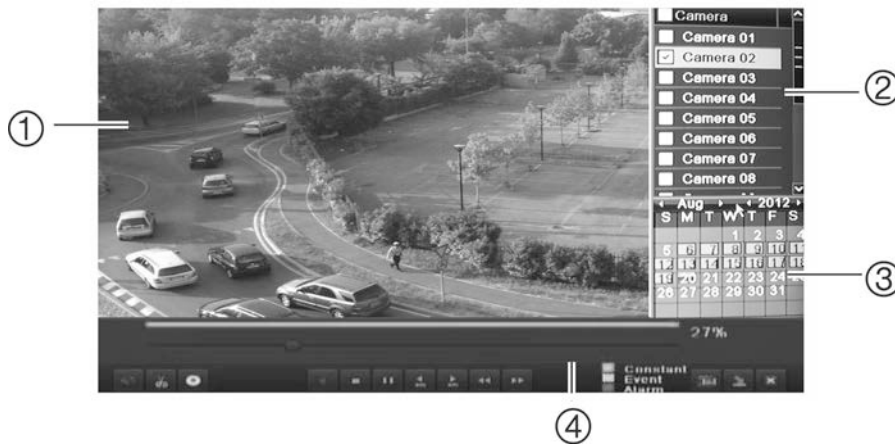 Camera
Camera 01
Camera 02
Camera 03
Camera 04
Camera 05
Camera 06
Camera 07
Camera 08
Aug 2012
S M T W T F S
1 2 3 4
5 6 7 8 9 10 11
12 13 14 15 16 17 18
19 20 21 22 23 24
26 27 28 29 30 31
27%
Constant
Event
Alarm
①
②
③
④